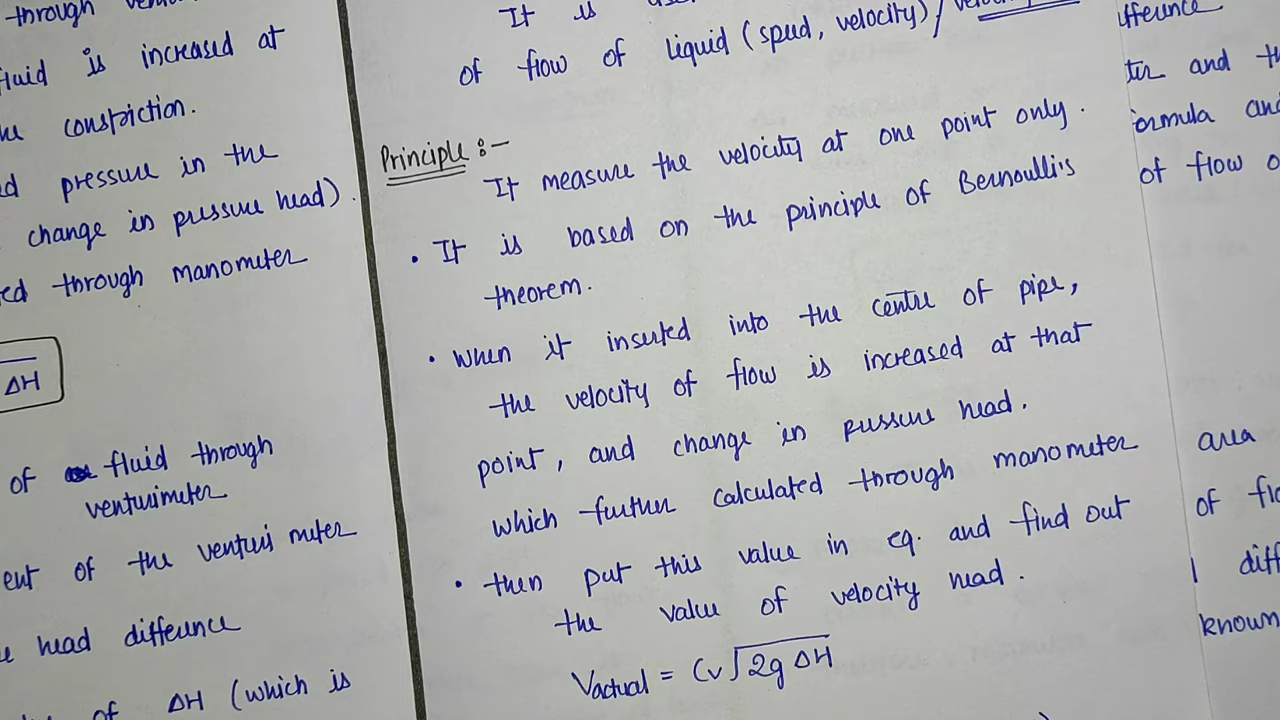 through
fluid is increased at
constriction.
pressure in the
change in pressure head).
through manometer
ΔH
of fluid through
venturimeter
of the venturi meter
head difference
of ΔH (which is
It is
of flow of liquid (speed, velocity) /
Principle :-
It measure the velocity at one point only.
• It is based on the principle of Bernoulli's
theorem.
• when it inserted into the centre of pipe,
the velocity of flow is increased at that
point, and change in pressure head.
which further calculated through manometer
• then put this value in eq. and find out
the value of velocity head.
Vactual = Cv√2g ΔH
and
and
of flow
area
of
known